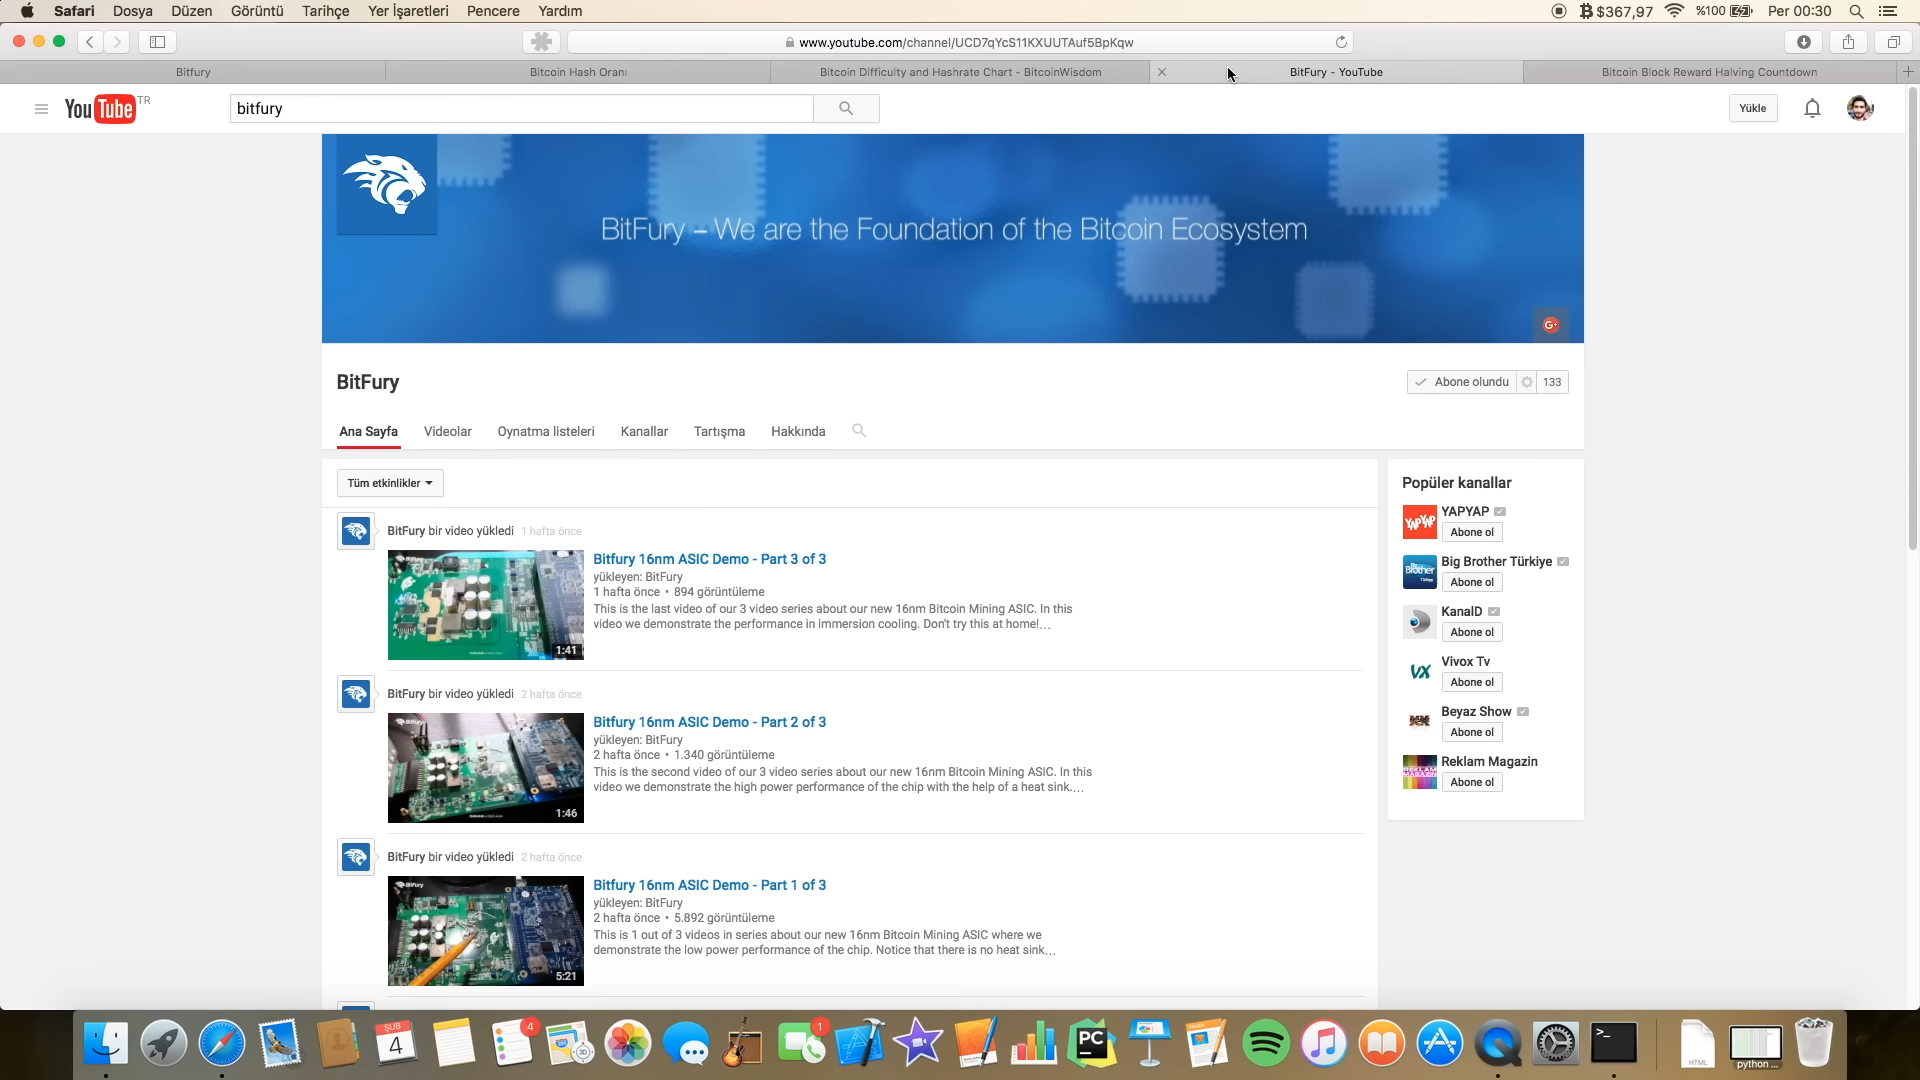 Safari Dosya Düzen Görüntü Tarihçe Yer İşaretleri Pencere Yardım
$367,97 %100 Per 00:30
www.youtube.com/channel/UCD7qYcS11KXUUTAuf5BpKqw
Bitfury
Bitcoin Hash Oranı
Bitcoin Difficulty and Hashrate Chart - BitcoinWisdom
BitFury - YouTube
Bitcoin Block Reward Halving Countdown
YouTube TR
bitfury
Yükle
BitFury – We are the Foundation of the Bitcoin Ecosystem
G+
BitFury
Abone olundu 133
Ana Sayfa Videolar Oynatma listeleri Kanallar Tartışma Hakkında
Tüm etkinlikler
BitFury bir video yükledi 1 hafta önce
Bitfury 16nm ASIC Demo - Part 3 of 3
yükleyen: BitFury
1 hafta önce • 894 görüntüleme
This is the last video of our 3 video series about our new 16nm Bitcoin Mining ASIC. In this
video we demonstrate the performance in immersion cooling. Don't try this at home!...
1:41
BitFury bir video yükledi 2 hafta önce
Bitfury 16nm ASIC Demo - Part 2 of 3
yükleyen: BitFury
2 hafta önce • 1.340 görüntüleme
This is the second video of our 3 video series about our new 16nm Bitcoin Mining ASIC. In this
video we demonstrate the high power performance of the chip with the help of a heat sink....
1:46
BitFury bir video yükledi 2 hafta önce
Bitfury 16nm ASIC Demo - Part 1 of 3
yükleyen: BitFury
2 hafta önce • 5.892 görüntüleme
This is 1 out of 3 videos in series about our new 16nm Bitcoin Mining ASIC where we
demonstrate the low power performance of the chip. Notice that there is no heat sink...
5:21
Popüler kanallar
YAPYAP
Abone ol
Big Brother Türkiye
Abone ol
KanalD
Abone ol
Vivox Tv
Abone ol
Beyaz Show
Abone ol
Reklam Magazin
Abone ol
ŞUB
4
4
3D
1
PC
HTML
python ...